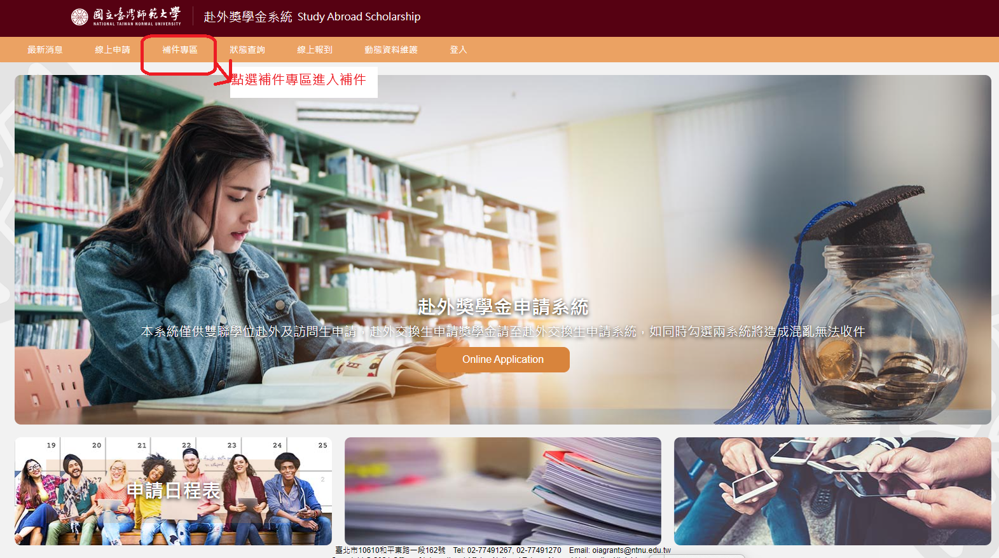 國立臺灣師範大學
NATIONAL TAIWAN NORMAL UNIVERSITY
赴外獎學金系統 Study Abroad Scholarship
最新消息 線上申請 補件專區 狀態查詢 線上報到 動態資料維護 登入
點選補件專區進入補件
赴外獎學金申請系統
本系統僅供雙聯學位赴外及訪問生申請，赴外交換生申請獎學金請至赴外交換生申請系統，如同時勾選兩系統將造成混亂無法收件
Online Application
19 20 21 22 23 24 25
27 2
申請日程表
臺北市10610和平東路一段162號 Tel: 02-77491267, 02-77491270 Email: oiagrants@ntnu.edu.tw